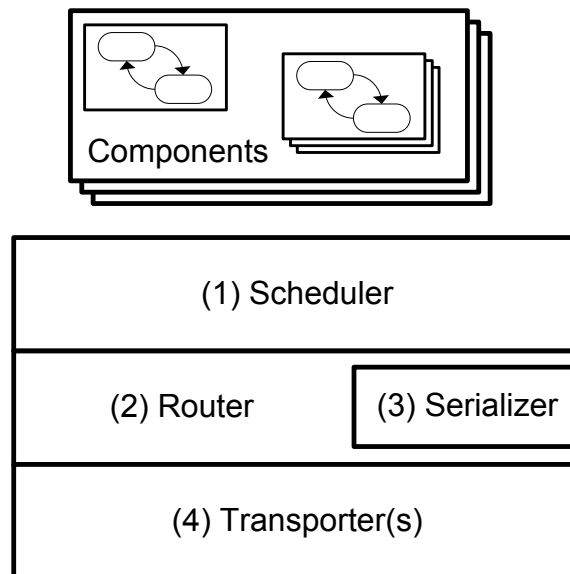 Components
(1) Scheduler
(2) Router
(3) Serializer
(4) Transporter(s)